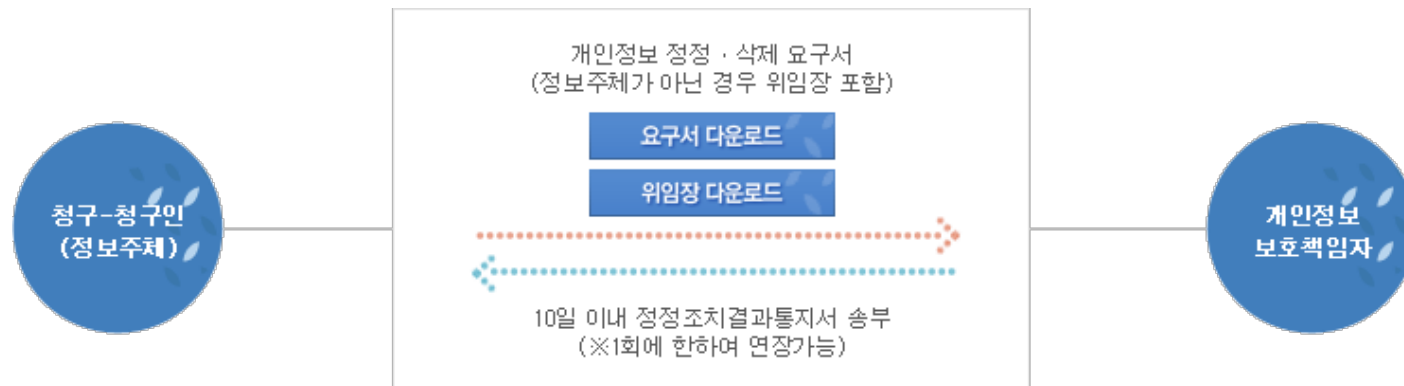 개인정보 정정 · 삭제 요구서
(정보주체가 아닌 경우 위임장 포함)
요구서 다운로드
위임장 다운로드
청구-청구인
(정보주체)
개인정보
보호책임자
10일 이내 정정조치결과통지서 송부
(※1회에 한하여 연장가능)